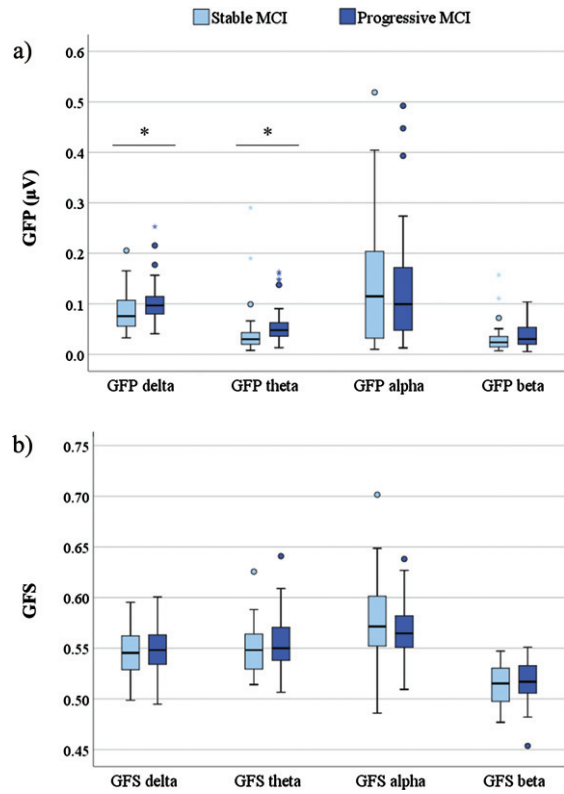 Stable MCI Progressive MCI
a)
0.6
0.5
0.4
0.3
0.2
0.1
0.0
GFP (µV)
* *
GFP delta GFP theta GFP alpha GFP beta
b)
0.75
0.70
0.65
0.60
0.55
0.50
0.45
GFS
GFS delta GFS theta GFS alpha GFS beta